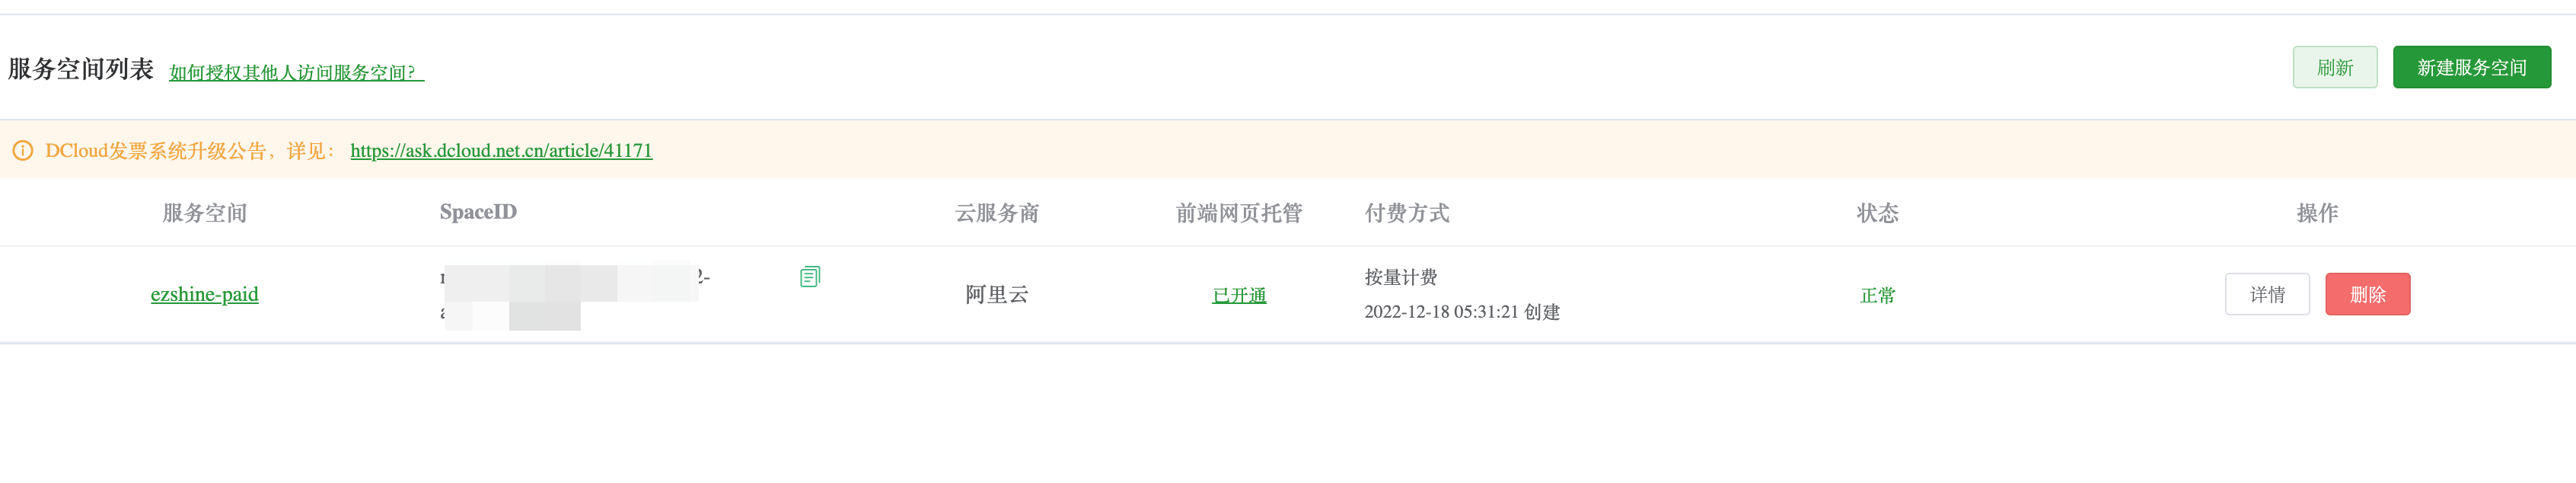 服务空间列表 如何授权其他人访问服务空间? 刷新 新建服务空间
DCloud发票系统升级公告，详见： https://ask.dcloud.net.cn/article/41171
服务空间 SpaceID 云服务商 前端网页托管 付费方式 状态 操作
ezshine-paid 阿里云 已开通 按量计费 正常 详情 删除
2022-12-18 05:31:21 创建